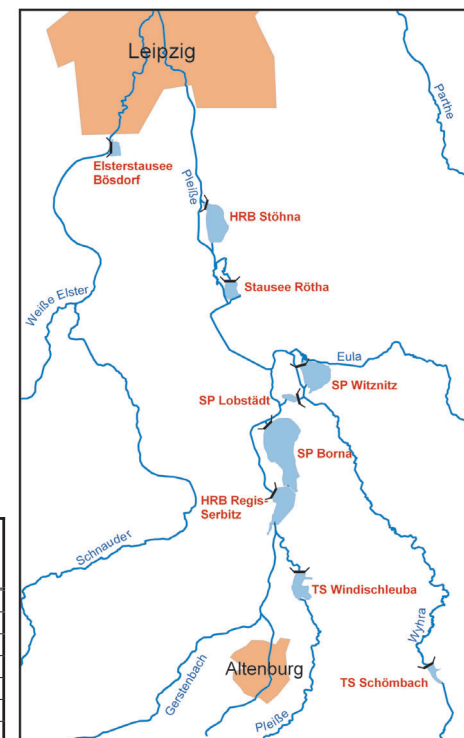 Leipzig
Parthe
Elsterstausee
Bösdorf
Pleiße
HRB Stöhna
Stausee Rötha
Weiße Elster
Eula
SP Witznitz
SP Lobstädt
SP Borna
HRB Regis-
Serbitz
Schnauder
TS Windischleuba
Wyhra
Gerstenbach
Altenburg
TS Schömbach
Pleiße